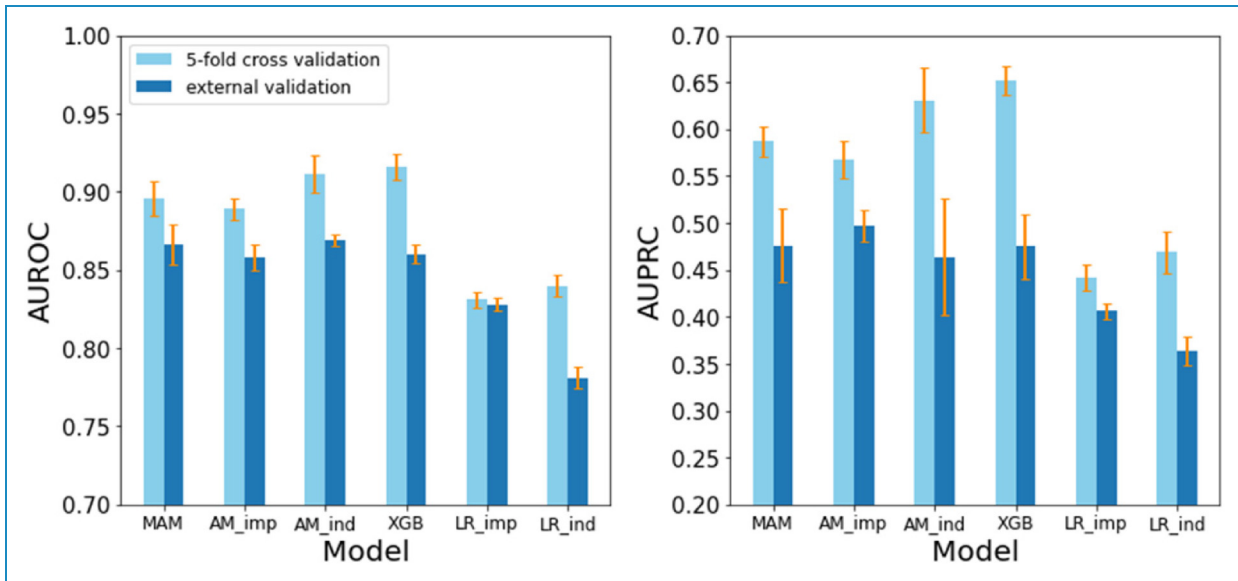 1.00
0.95
0.90
0.85
0.80
0.75
0.70
AUROC
5-fold cross validation
external validation
MAM AM_imp AM_ind XGB LR_imp LR_ind
Model
0.70
0.65
0.60
0.55
0.50
0.45
0.40
0.35
0.30
0.25
0.20
AUPRC
MAM AM_imp AM_ind XGB LR_imp LR_ind
Model